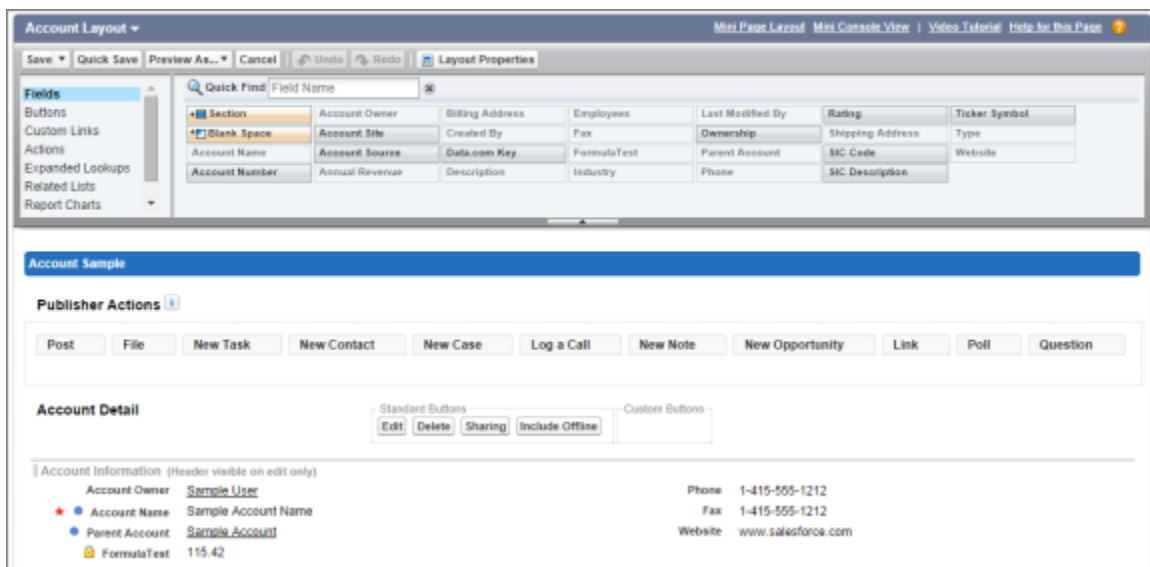 Account Layout Mini Page Layout Mini Console View | Video Tutorial Help for this Page ?
Save Quick Save Preview As... Cancel Undo Redo Layout Properties
Fields
Buttons
Custom Links
Actions
Expanded Lookups
Related Lists
Report Charts
Quick Find Field Name
Section Account Owner Billing Address Employees Last Modified By Rating Ticker Symbol
Blank Space Account Site Created By Fax Ownership Shipping Address Type
Account Name Account Source Data.com Key FormulaTest Parent Account SIC Code Website
Account Number Annual Revenue Description Industry Phone SIC Description
Account Sample
Publisher Actions i
Post File New Task New Contact New Case Log a Call New Note New Opportunity Link Poll Question
Account Detail
Standard Buttons
Edit Delete Sharing Include Offline
Custom Buttons
Account Information (Header visible on edit only)
Account Owner Sample User
Account Name Sample Account Name
Parent Account Sample Account
FormulaTest 115.42
Phone 1-415-555-1212
Fax 1-415-555-1212
Website www.salesforce.com